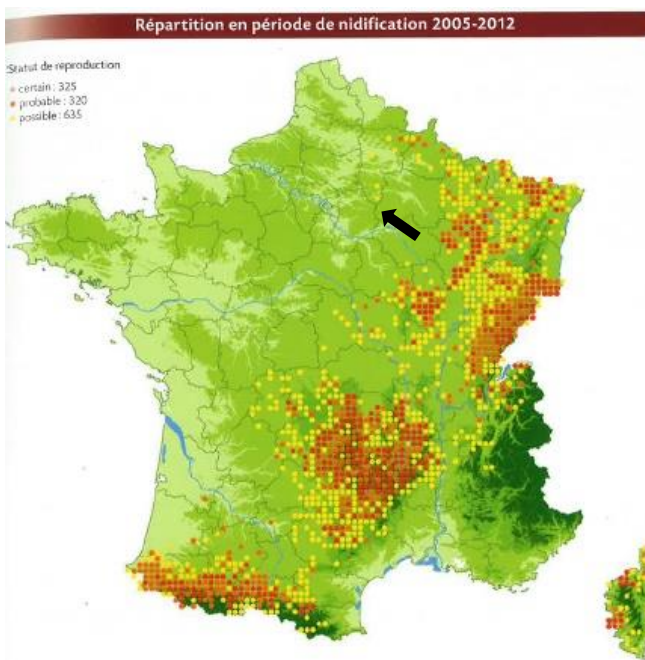 Répartition en période de nidification 2005-2012
Statut de reproduction
certain : 325
probable : 320
possible : 635